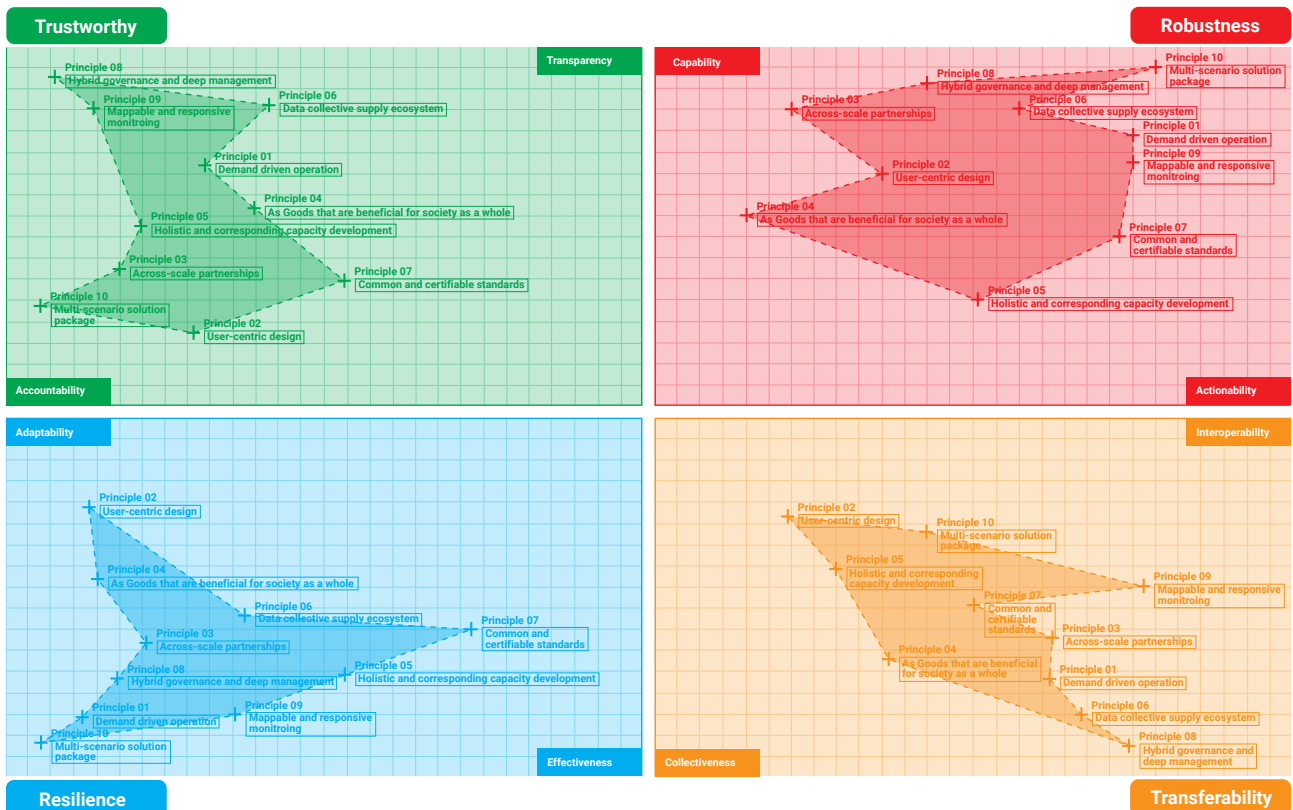 Trustworthy
Transparency
Principle 08
Hybrid governance and deep management
Principle 09
Mappable and responsive
monitroing
Principle 06
Data collective supply ecosystem
Principle 01
Demand driven operation
Principle 04
As Goods that are beneficial for society as a whole
Principle 05
Holistic and corresponding capacity development
Principle 03
Across-scale partnerships
Principle 07
Common and certifiable standards
Principle 10
Multi-scenario solution
package
Principle 02
User-centric design
Accountability
Robustness
Capability
Principle 10
Multi-scenario solution
package
Principle 08
Hybrid governance and deep management
Principle 03
Across-scale partnerships
Principle 06
Data collective supply ecosystem
Principle 01
Demand driven operation
Principle 09
Mappable and responsive
monitroing
Principle 02
User-centric design
Principle 04
As Goods that are beneficial for society as a whole
Principle 07
Common and
certifiable standards
Principle 05
Holistic and corresponding capacity development
Actionability
Adaptability
Principle 02
User-centric design
Principle 04
As Goods that are beneficial for society as a whole
Principle 06
Data collective supply ecosystem
Principle 07
Common and
certifiable standards
Principle 03
Across-scale partnerships
Principle 05
Holistic and corresponding capacity development
Principle 08
Hybrid governance and deep management
Principle 01
Demand driven operation
Principle 09
Mappable and responsive
monitroing
Principle 10
Multi-scenario solution
package
Effectiveness
Resilience
Interoperability
Principle 02
User-centric design
Principle 10
Multi-scenario solution
package
Principle 05
Holistic and corresponding
capacity development
Principle 09
Mappable and responsive
monitroing
Principle 07
Common and
certifiable
standards
Principle 03
Across-scale partnerships
Principle 04
As Goods that are beneficial
for society as a whole
Principle 01
Demand driven operation
Principle 06
Data collective supply ecosystem
Principle 08
Hybrid governance and
deep management
Collectiveness
Transferability